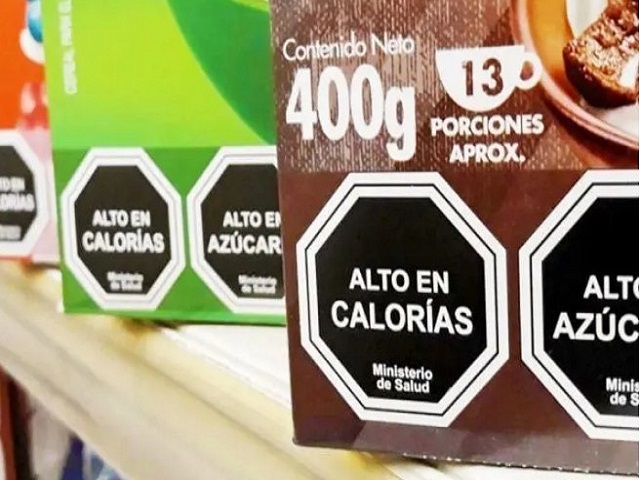 Contenido Neto
400g
13
PORCIONES
APROX.
ALTO EN
CALORÍAS
Ministerio
de Salud
ALTO EN
CALORÍAS
Ministerio
de Salud
ALTO EN
AZÚCAR
Ministerio
de Salud